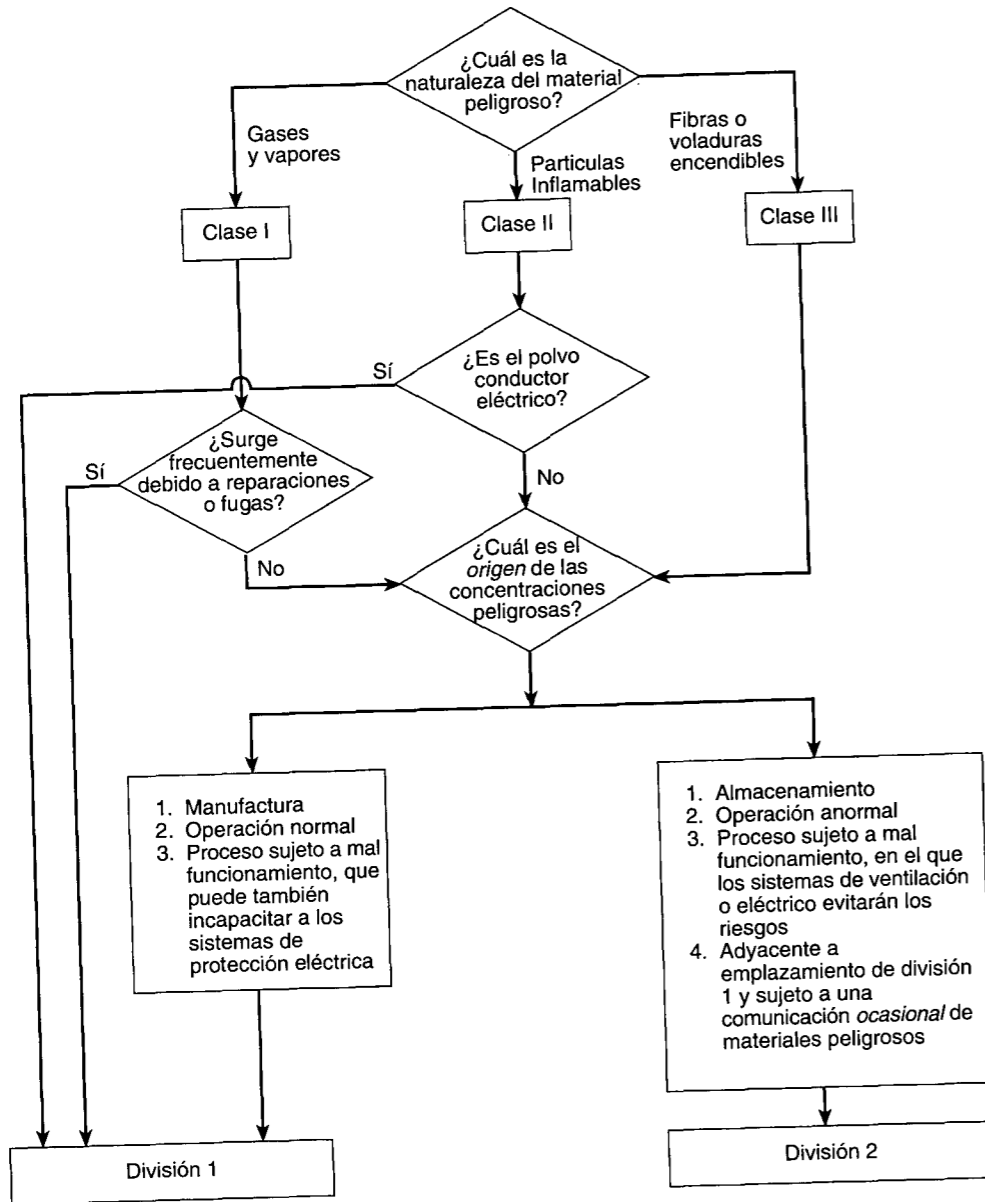 ¿Cuál es la
naturaleza del material
peligroso?
Gases
y vapores
Particulas
Inflamables
Fibras o
voladuras
encendibles
Clase I
Clase II
Clase III
¿Es el polvo
conductor
eléctrico?
Sí
No
¿Surge
frecuentemente
debido a reparaciones
o fugas?
Sí
No
¿Cuál es el
origen de las
concentraciones
peligrosas?
1. Manufactura
2. Operación normal
3. Proceso sujeto a mal
funcionamiento, que
puede también
incapacitar a los
sistemas de
protección eléctrica
1. Almacenamiento
2. Operación anormal
3. Proceso sujeto a mal
funcionamiento, en el que
los sistemas de ventilación
o eléctrico evitarán los
riesgos
4. Adyacente a
emplazamiento de división
1 y sujeto a una
comunicación ocasional de
materiales peligrosos
División 1
División 2